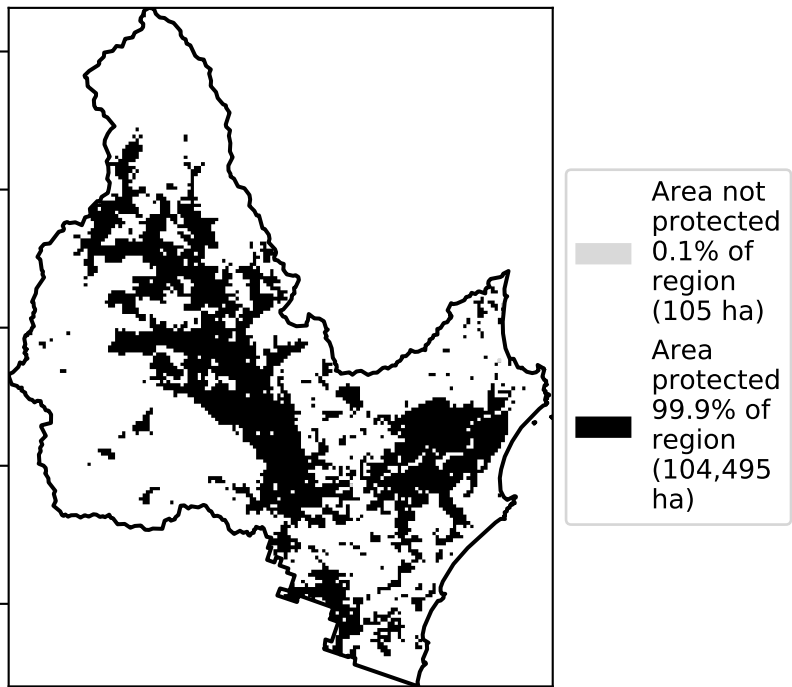 Area not
protected
0.1% of
region
(105 ha)
Area
protected
99.9% of
region
(104,495
ha)